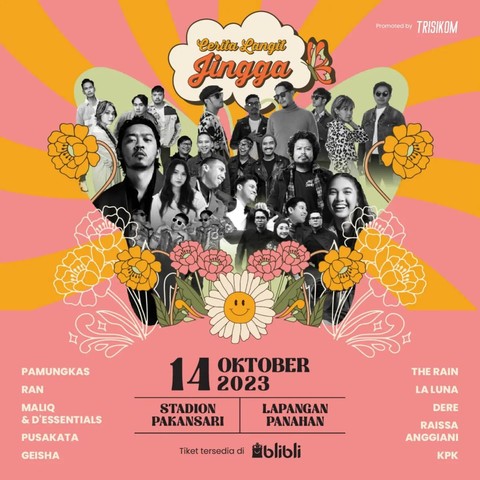 Promoted by TRISIKOM
Cerita Langit
Jingga
14 OKTOBER
2023
STADION
PAKANSARI
LAPANGAN
PANAHAN
Tiket tersedia di blibli
PAMUNGKAS
RAN
MALIQ
& D'ESSENTIALS
PUSAKATA
GEISHA
THE RAIN
LA LUNA
DERE
RAISSA
ANGGIANI
KPK